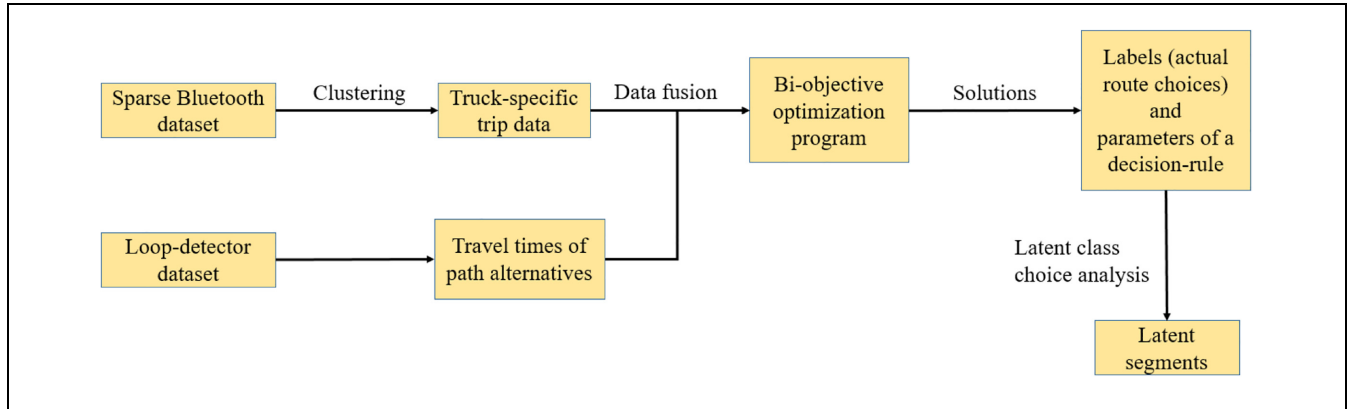 Sparse Bluetooth
dataset
Clustering
Truck-specific
trip data
Data fusion
Bi-objective
optimization
program
Solutions
Labels (actual
route choices)
and
parameters of a
decision-rule
Loop-detector
dataset
Travel times of
path alternatives
Latent class
choice analysis
Latent
segments